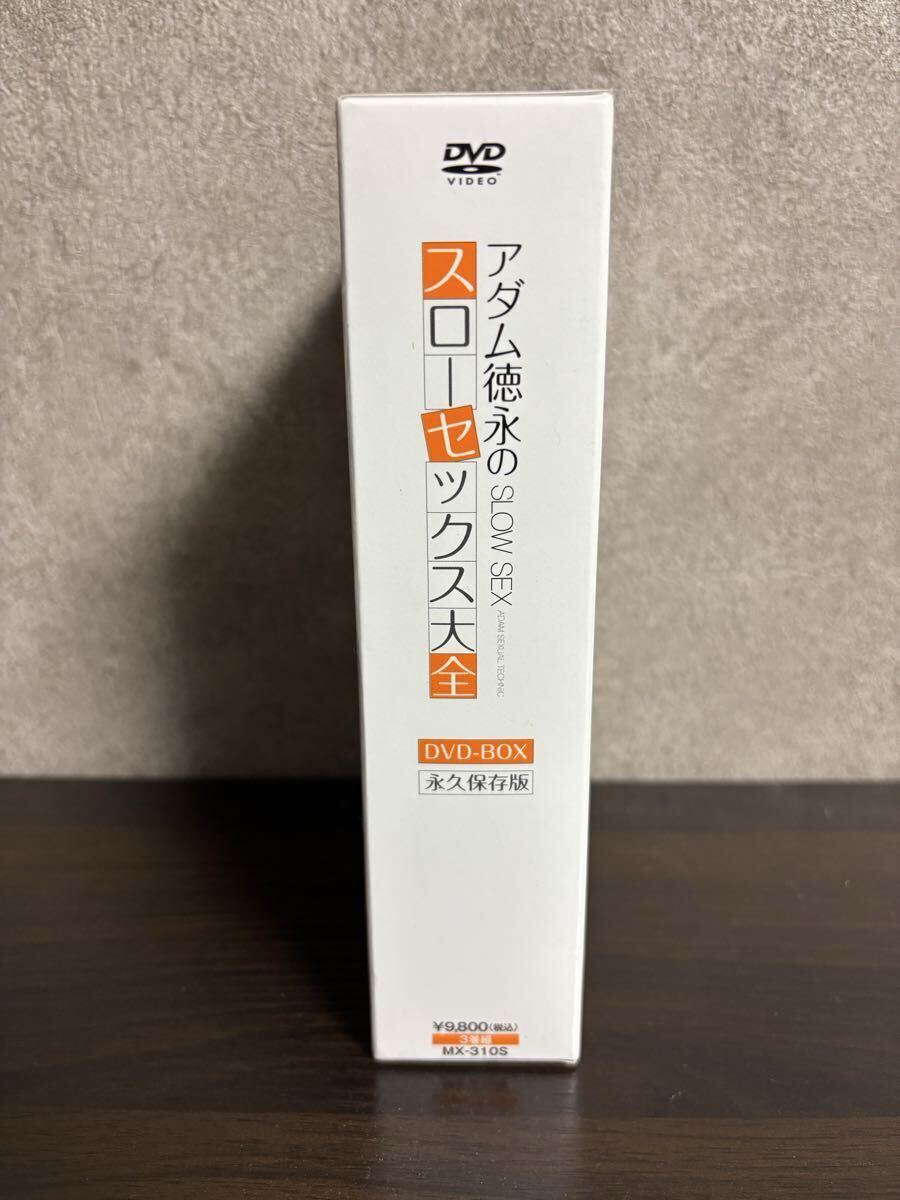 DVD
VIDEO
アダム徳永の SLOW SEX ADAM SEXUAL TECHNIC
スローセックス大全
DVD-BOX
永久保存版
¥9,800(税込)
3巻組
MX-310S